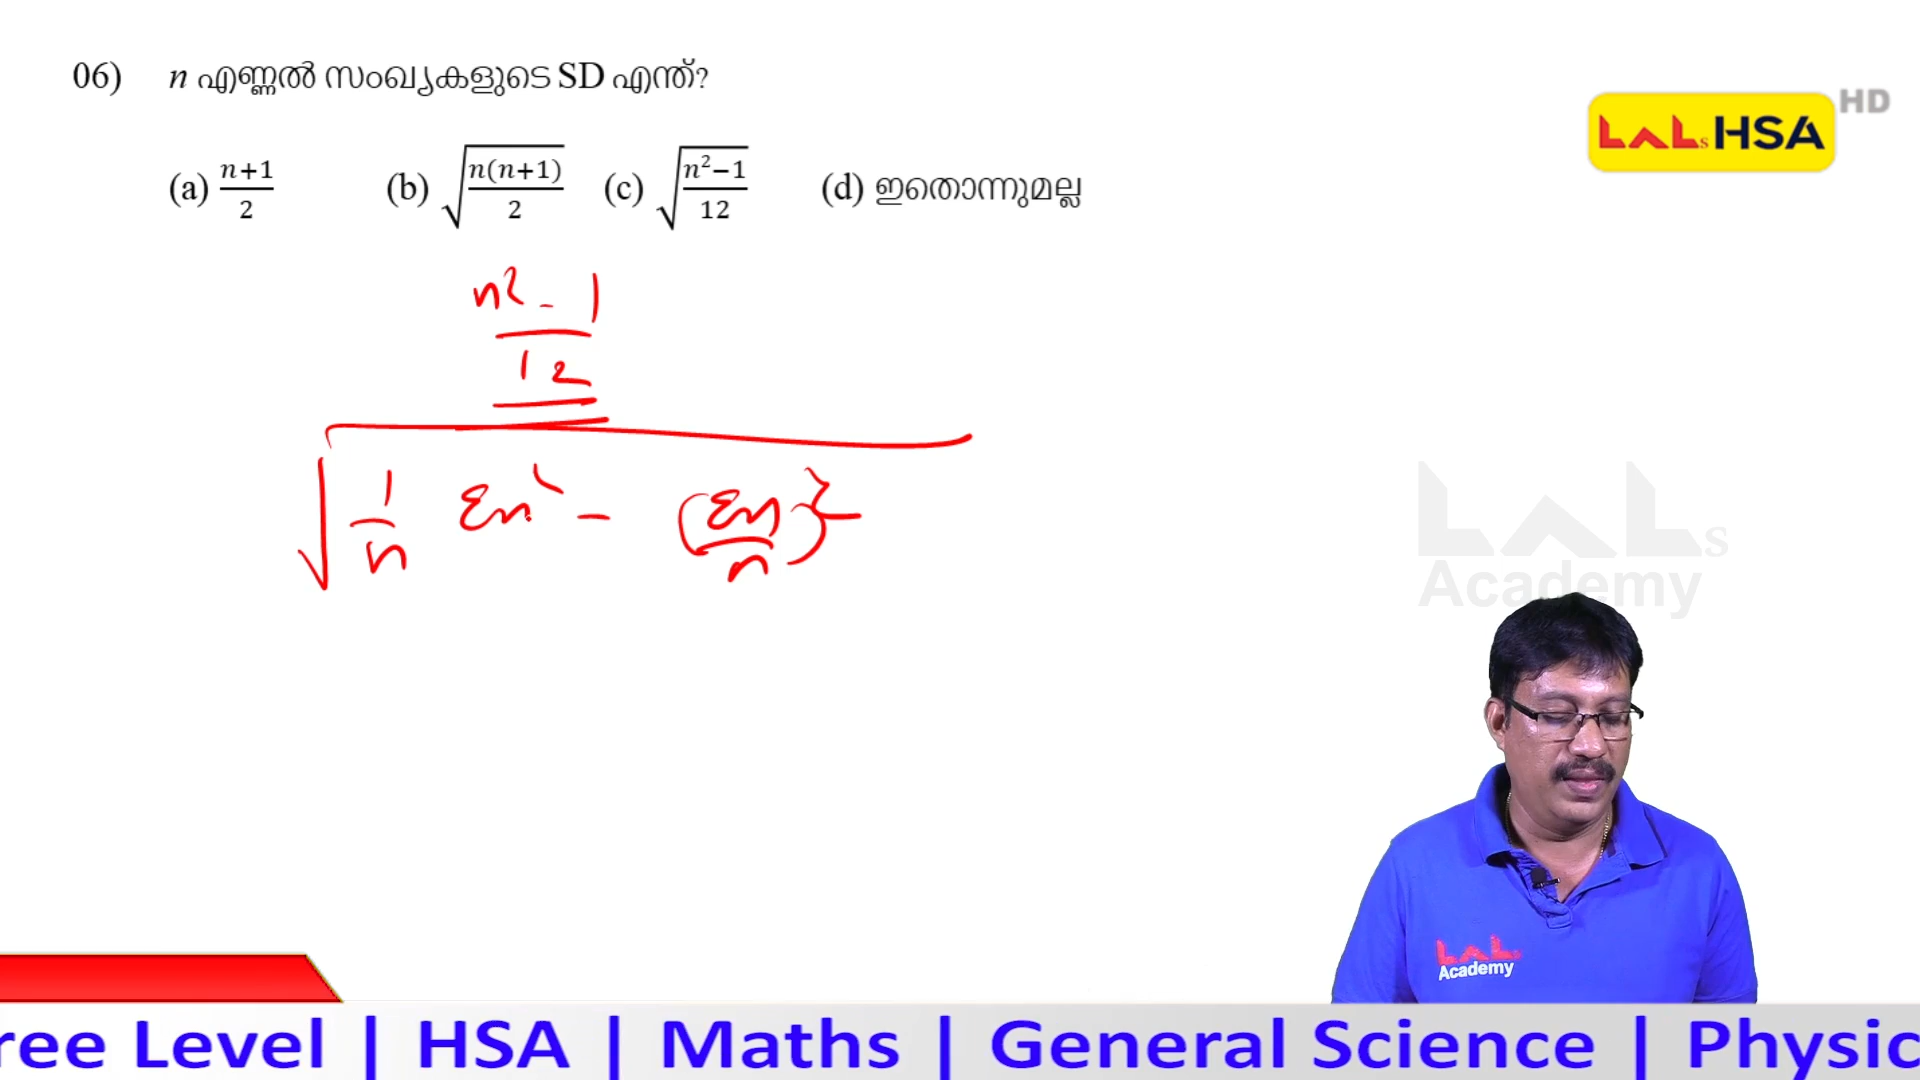 06) n എണ്ണൽ സംഖ്യകളുടെ SD എന്ത്?
(a) n+1/2 (b) √n(n+1)/2 (c) √n²−1/12 (d) ഇതൊന്നുമല്ല
LALs HSA HD
n² - 1
12
√1/n Σn² - (Σn/n)²
LALs
Academy
LAL
Academy
ree Level | HSA | Maths | General Science | Physic